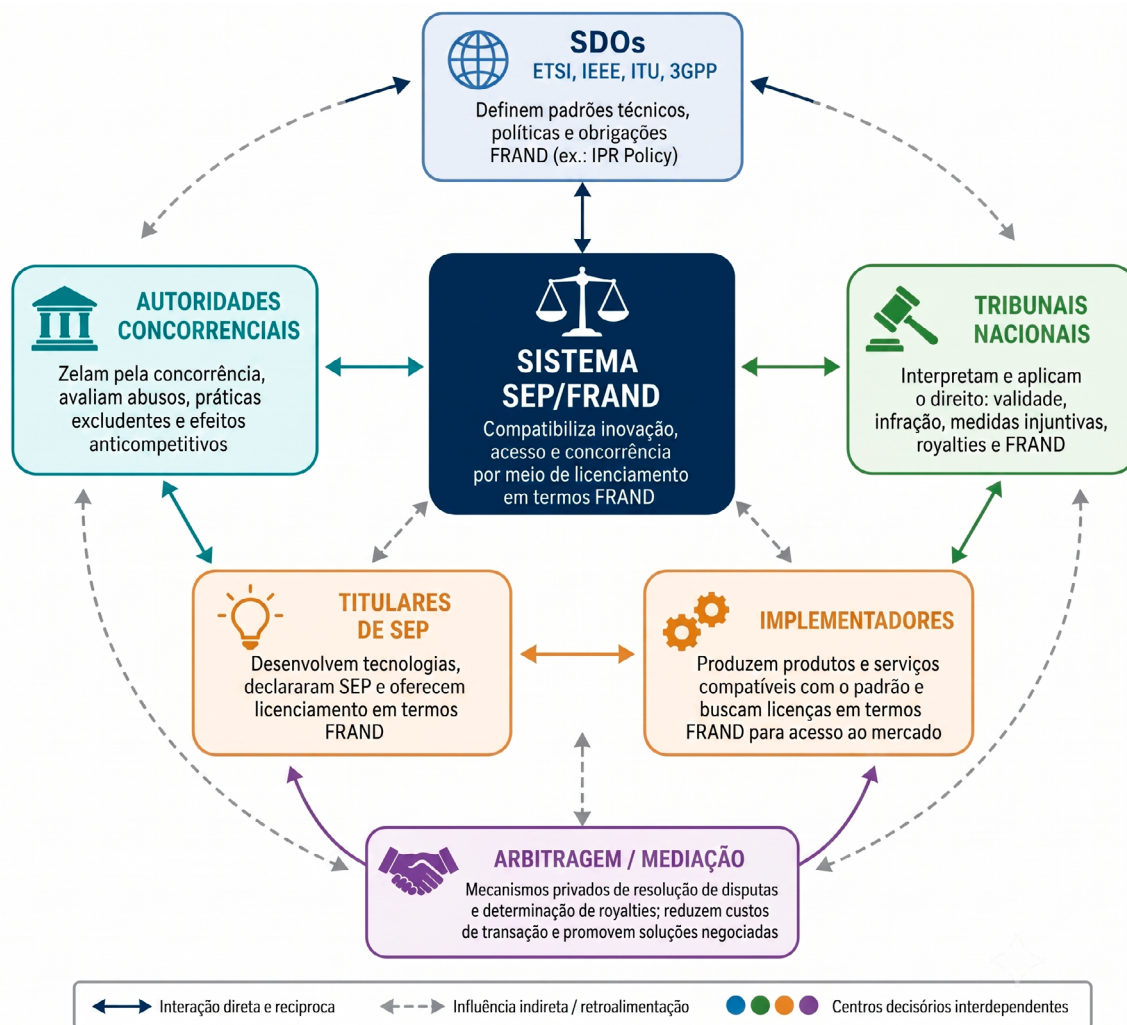 SDOs
ETSI, IEEE, ITU, 3GPP
Definem padrões técnicos,
políticas e obrigações
FRAND (ex.: IPR Policy)
AUTORIDADES
CONCORRENCIAIS
Zelam pela concorrência,
avaliam abusos, práticas
excludentes e efeitos
anticompetitivos
SISTEMA
SEP/FRAND
Compatibiliza inovação,
acesso e concorrência
por meio de licenciamento
em termos FRAND
TRIBUNAIS
NACIONAIS
Interpretam e aplicam
o direito: validade,
infração, medidas injuntivas,
royalties e FRAND
TITULARES
DE SEP
Desenvolvem tecnologias,
declararam SEP e oferecem
licenciamento em termos
FRAND
IMPLEMENTADORES
Produzem produtos e serviços
compatíveis com o padrão e
buscam licenças em termos
FRAND para acesso ao mercado
ARBITRAGEM / MEDIAÇÃO
Mecanismos privados de resolução de disputas
e determinação de royalties; reduzem custos
de transação e promovem soluções negociadas
Interação direta e reciproca
Influência indireta / retroalimentação
Centros decisórios interdependentes